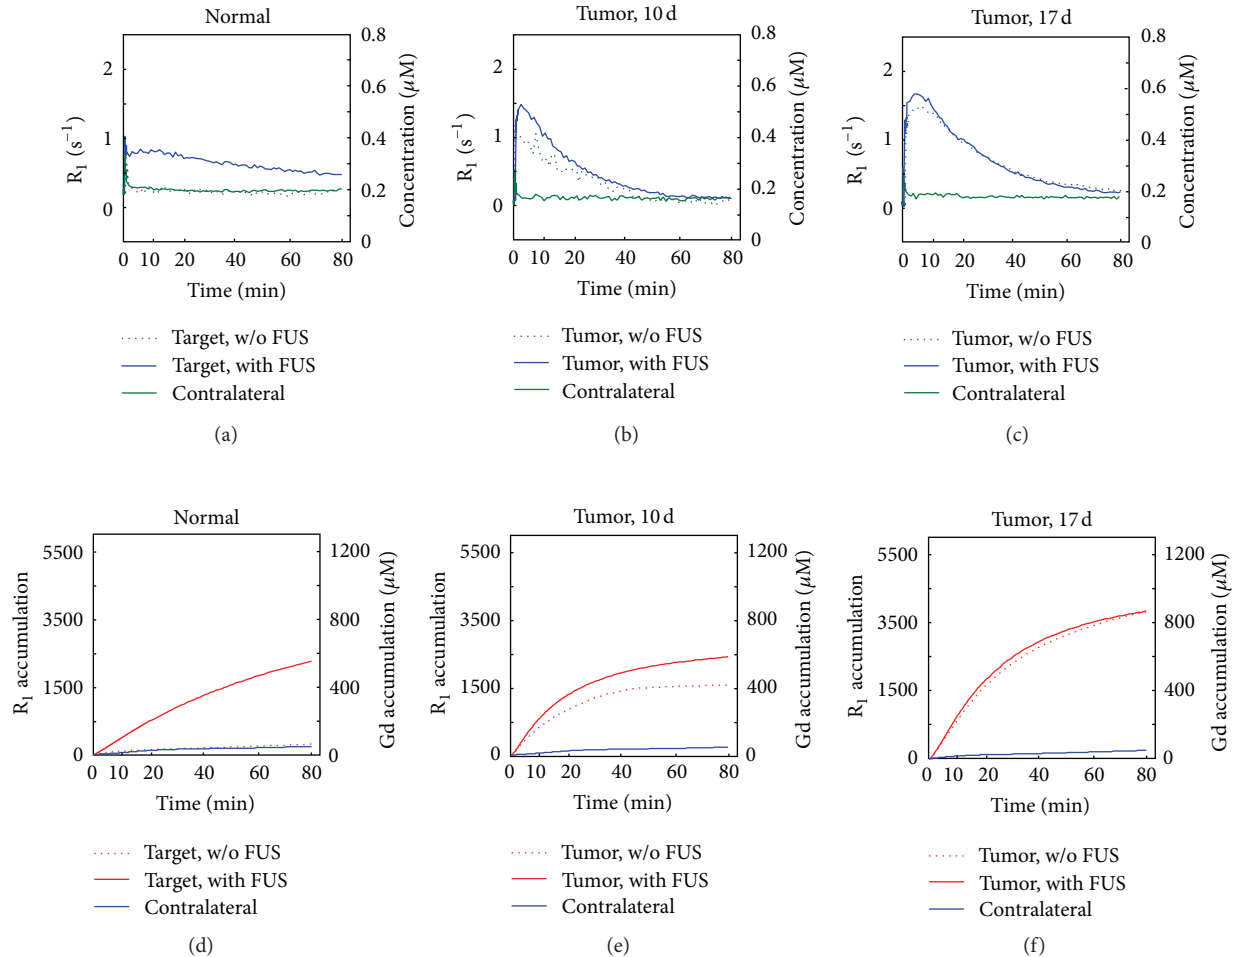 Normal
Tumor, 10 d
Tumor, 17 d
R₁ (s⁻¹)
2
1
0
0.8
0.6
0.4
0.2
0
Concentration (μM)
0 10 20 40 60 80
Time (min)
Target, w/o FUS
Target, with FUS
Contralateral
(a)
2
1
0
R₁ (s⁻¹)
0.8
0.6
0.4
0.2
0
Concentration (μM)
0 10 20 40 60 80
Time (min)
Tumor, w/o FUS
Tumor, with FUS
Contralateral
(b)
2
1
0
R₁ (s⁻¹)
0.8
0.6
0.4
0.2
0
Concentration (μM)
0 10 20 40 60 80
Time (min)
Tumor, w/o FUS
Tumor, with FUS
Contralateral
(c)
Normal
R₁ accumulation
5500
3500
1500
0
1200
800
400
0
Gd accumulation (μM)
0 10 20 40 60 80
Time (min)
Target, w/o FUS
Target, with FUS
Contralateral
(d)
Tumor, 10 d
R₁ accumulation
5500
3500
1500
0
1200
800
400
0
Gd accumulation (μM)
0 10 20 40 60 80
Time (min)
Tumor, w/o FUS
Tumor, with FUS
Contralateral
(e)
Tumor, 17 d
R₁ accumulation
5500
3500
1500
0
1200
800
400
0
Gd accumulation (μM)
0 10 20 40 60 80
Time (min)
Tumor, w/o FUS
Tumor, with FUS
Contralateral
(f)